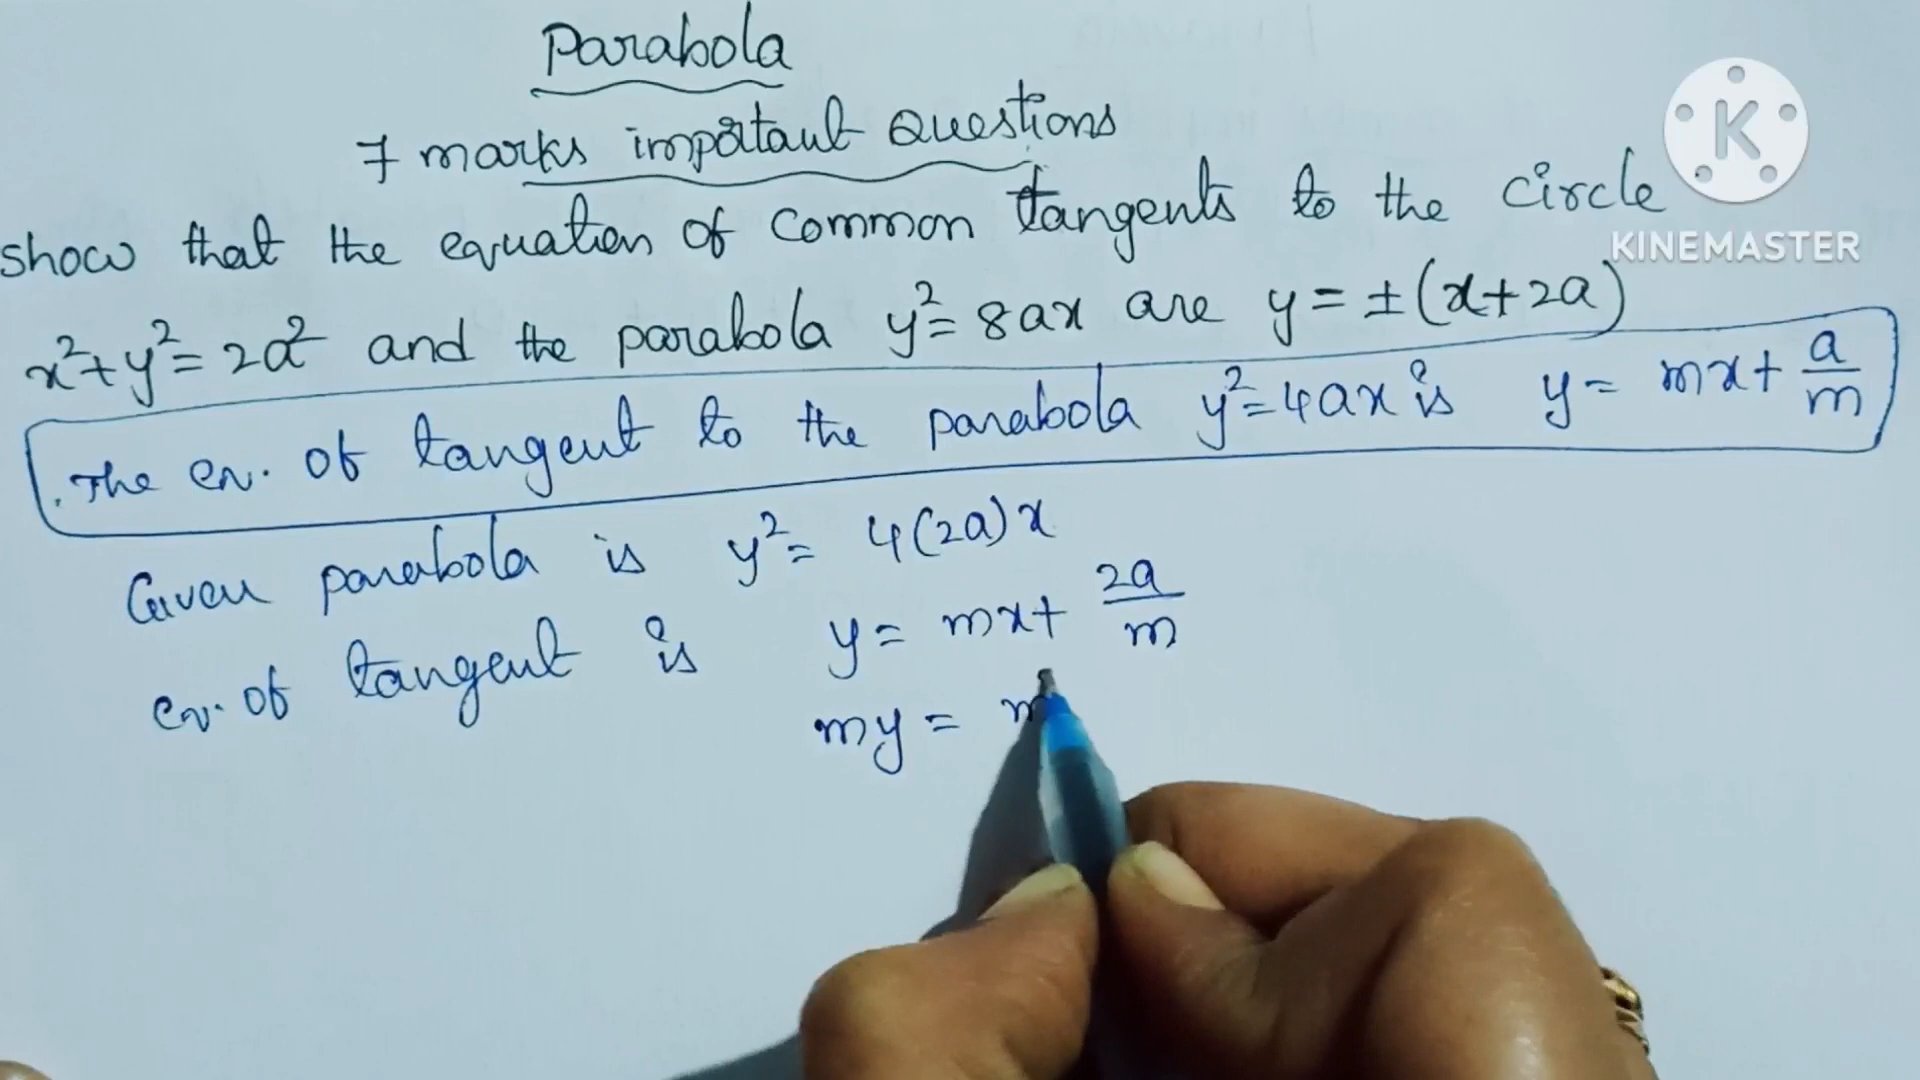 Parabola
7 marks important Questions
show that the equation of common tangents to the circle
x²+y²=2a² and the parabola y²=8ax are y=±(x+2a)
The eq. of tangent to the parabola y²=4ax is y= mx+ a/m
Given parabola is y²= 4(2a)x
eq. of tangent is y= mx+ 2a/m
my = m
K
KINEMASTER